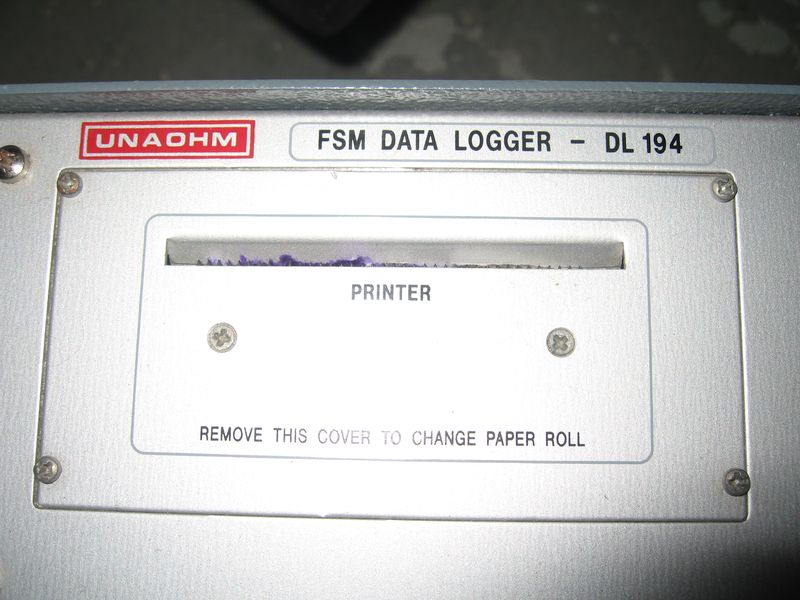 UNAOHM
FSM DATA LOGGER - DL 194
PRINTER
REMOVE THIS COVER TO CHANGE PAPER ROLL